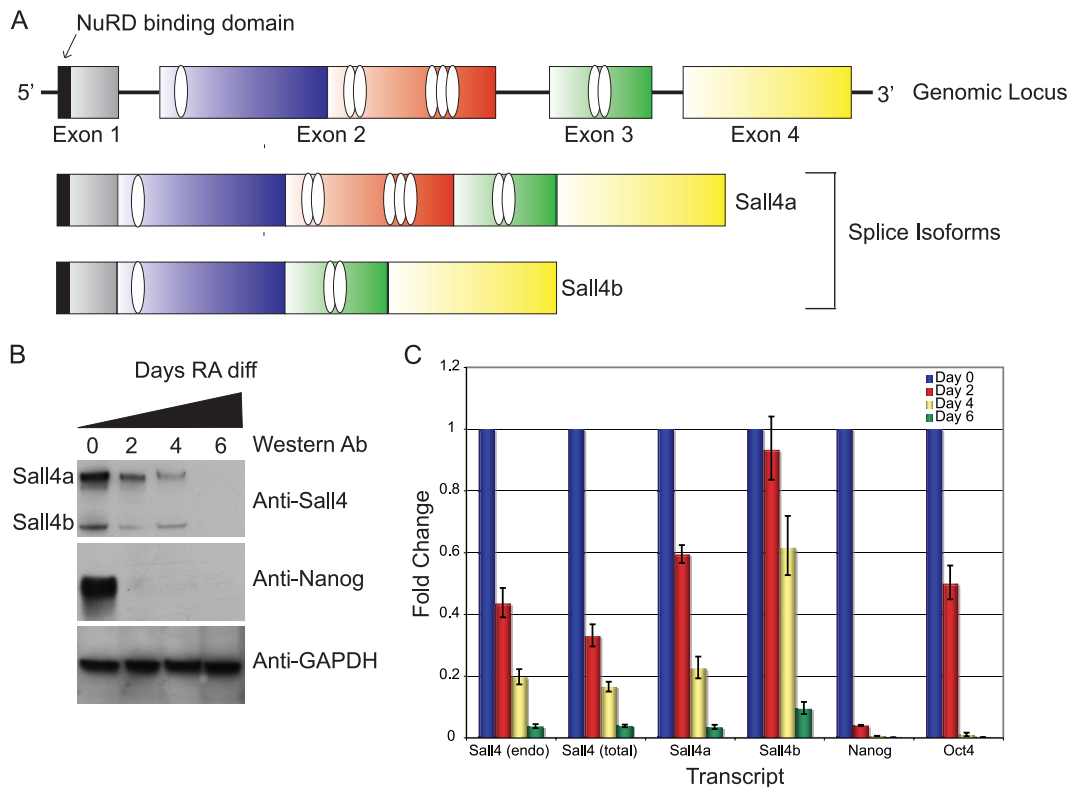 A
NuRD binding domain
5’
3’
Genomic Locus
Exon 1
Exon 2
Exon 3
Exon 4
Sall4a
Splice Isoforms
Sall4b
B
Days RA diff
0 2 4 6 Western Ab
Sall4a
Anti-Sall4
Sall4b
Anti-Nanog
Anti-GAPDH
C
Fold Change
1.2
1
0.8
0.6
0.4
0.2
0
Day 0
Day 2
Day 4
Day 6
Sall4 (endo) Sall4 (total) Sall4a Sall4b Nanog Oct4
Transcript